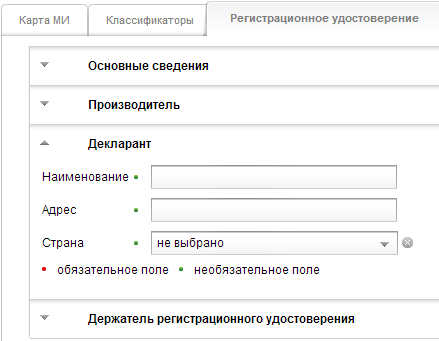 Карта МИ Классификаторы Регистрационное удостоверение
Основные сведения
Производитель
Декларант
Наименование
Адрес
Страна не выбрано
обязательное поле необязательное поле
Держатель регистрационного удостоверения